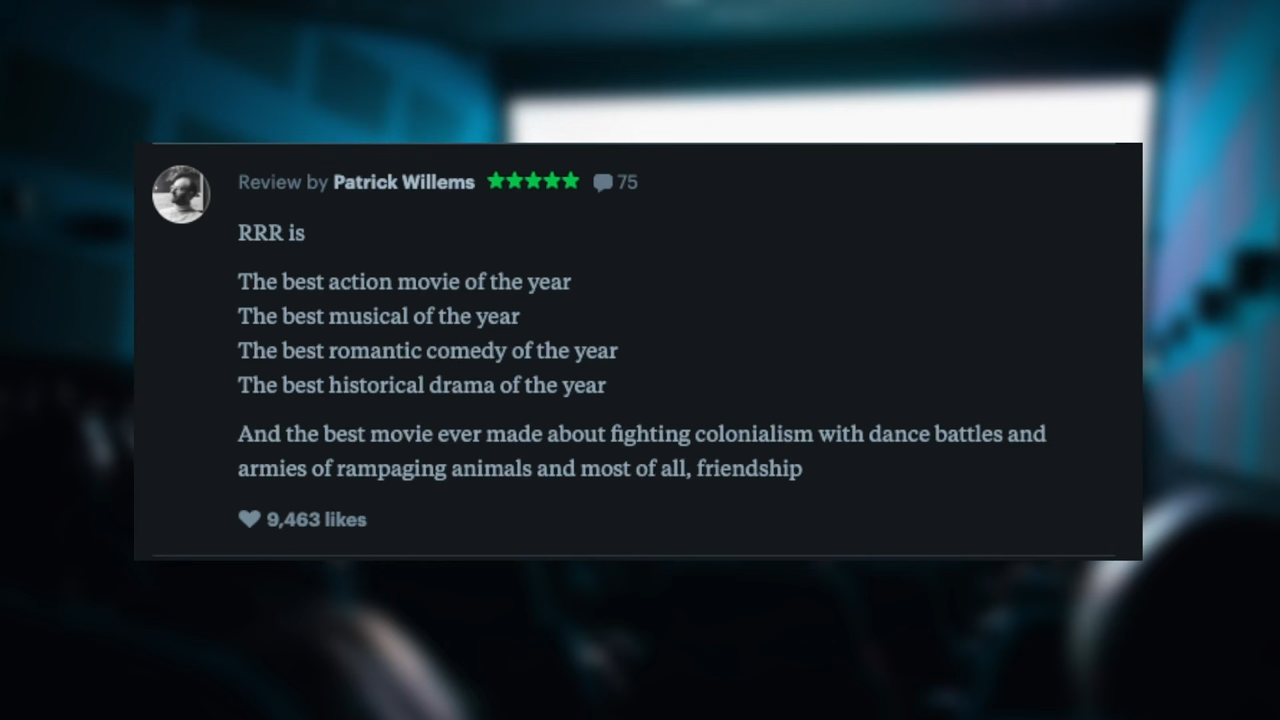 Review by Patrick Willems ★★★★★ 75
RRR is
The best action movie of the year
The best musical of the year
The best romantic comedy of the year
The best historical drama of the year
And the best movie ever made about fighting colonialism with dance battles and
armies of rampaging animals and most of all, friendship
9,463 likes